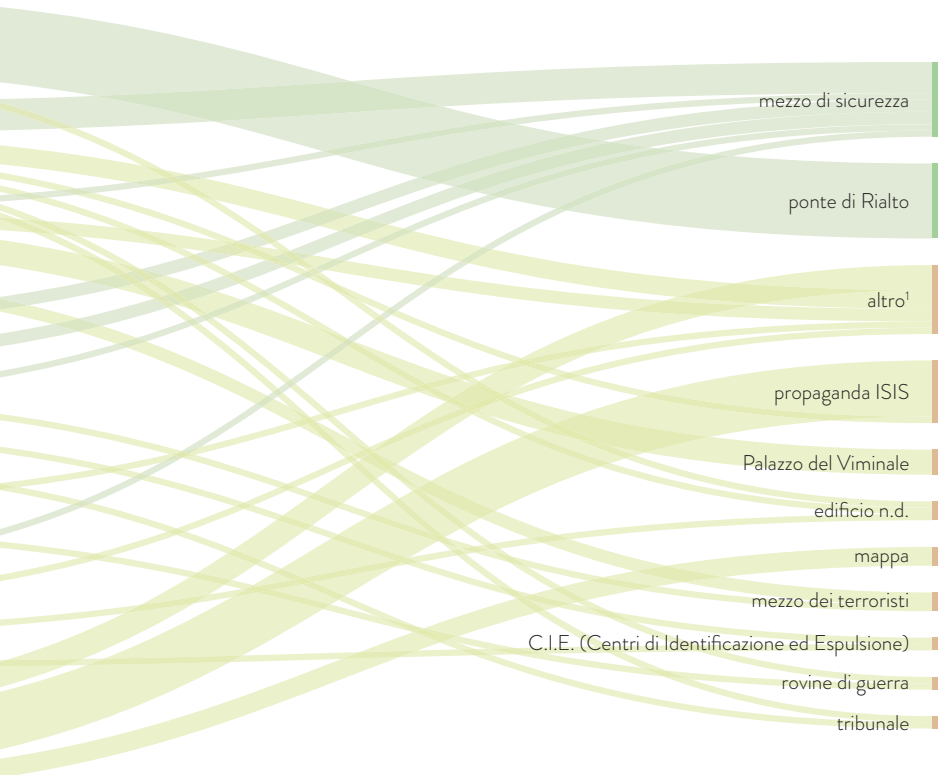 mezzo di sicurezza
ponte di Rialto
altro¹
propaganda ISIS
Palazzo del Viminale
edificio n.d.
mappa
mezzo dei terroristi
C.I.E. (Centri di Identificazione ed Espulsione)
rovine di guerra
tribunale